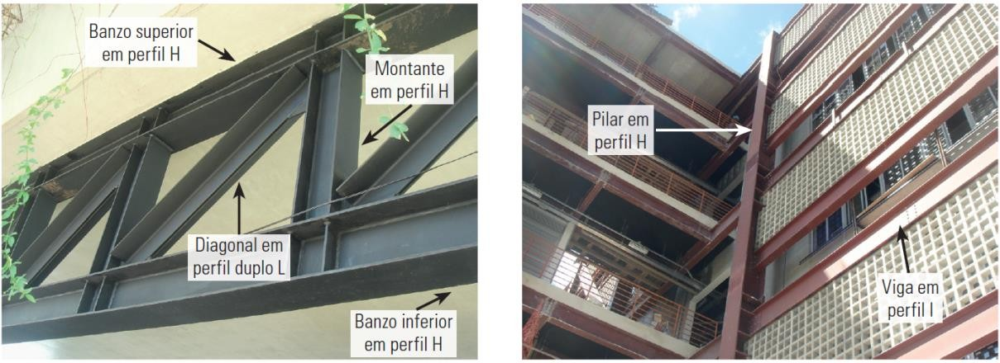 Banzo superior
em perfil H
Montante
em perfil H
Diagonal em
perfil duplo L
Banzo inferior
em perfil H
Pilar em
perfil H
Viga em
perfil I